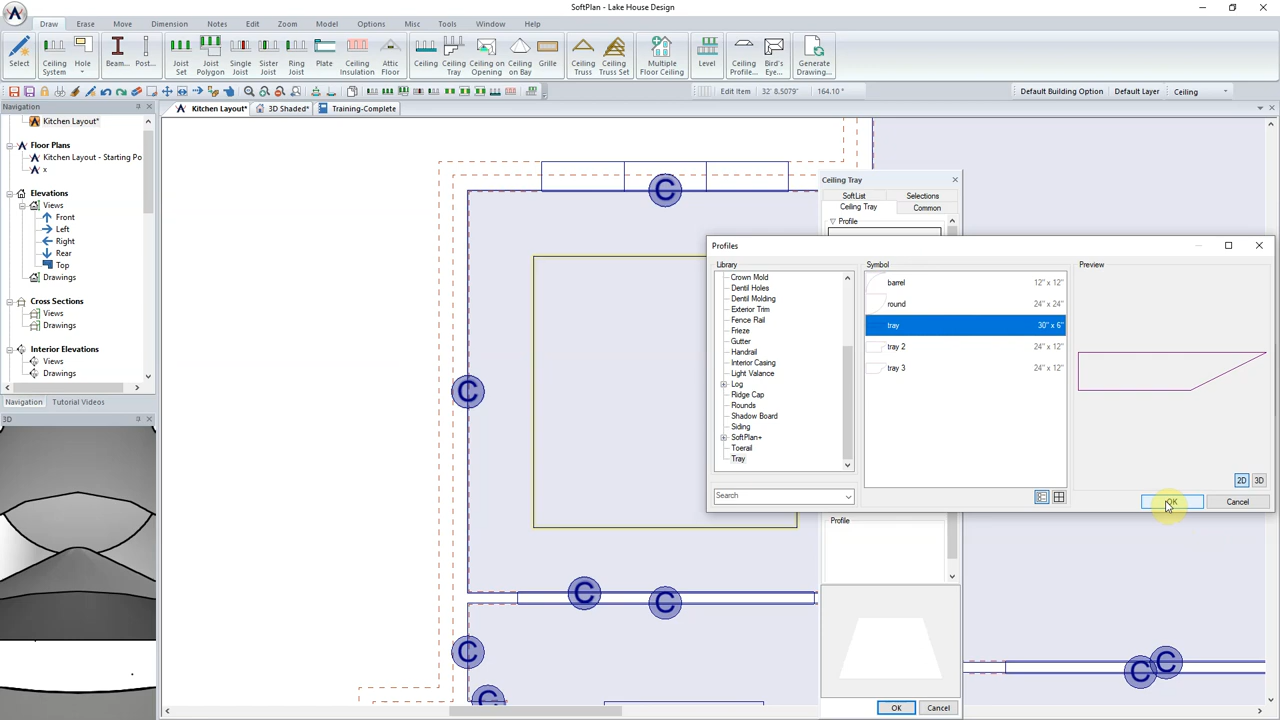 SoftPlan - Lake House Design
Draw Erase Move Dimension Notes Edit Zoom Model Options Misc Tools Window Help
Select
Ceiling System
Hole
Beam...
Post...
Joist Set
Joist Polygon
Single Joist
Sister Joist
Ring Joist
Plate
Ceiling Insulation
Attic Floor
Ceiling
Ceiling Tray
Ceiling on Opening
Ceiling on Bay
Grille
Ceiling Truss
Ceiling Truss Set
Multiple Floor Ceiling
Level
Ceiling Profile...
Bird's Eye...
Generate Drawing...
Edit Item 32' 8.5079" 164.10 ° Default Building Option Default Layer Ceiling
Navigation
Kitchen Layout* 3D Shaded* Training-Complete
Kitchen Layout*
Floor Plans
Kitchen Layout - Starting Po
x
Elevations
Views
Front
Left
Right
Rear
Top
Drawings
Cross Sections
Views
Drawings
Interior Elevations
Views
Drawings
Navigation Tutorial Videos
3D
C
C
C
C
C
C
C
C
Ceiling Tray
SoftList Selections
Ceiling Tray Common
Profile
Profiles
Library
Crown Mold
Dentil Holes
Dentil Molding
Exterior Trim
Fence Rail
Frieze
Gutter
Handrail
Interior Casing
Light Valance
Log
Ridge Cap
Rounds
Shadow Board
Siding
SoftPlan+
Toerail
Tray
Search
Symbol
barrel 12" x 12"
round 24" x 24"
tray 30" x 6"
tray 2 24" x 12"
tray 3 24" x 12"
Preview
2D 3D
OK Cancel
Profile
OK Cancel